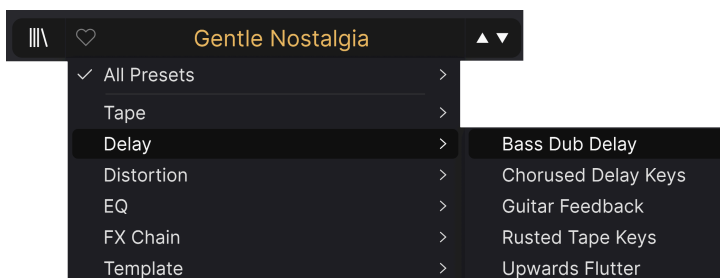 Gentle Nostalgia
All Presets
Tape
Delay
Distortion
EQ
FX Chain
Template
Bass Dub Delay
Chorused Delay Keys
Guitar Feedback
Rusted Tape Keys
Upwards Flutter